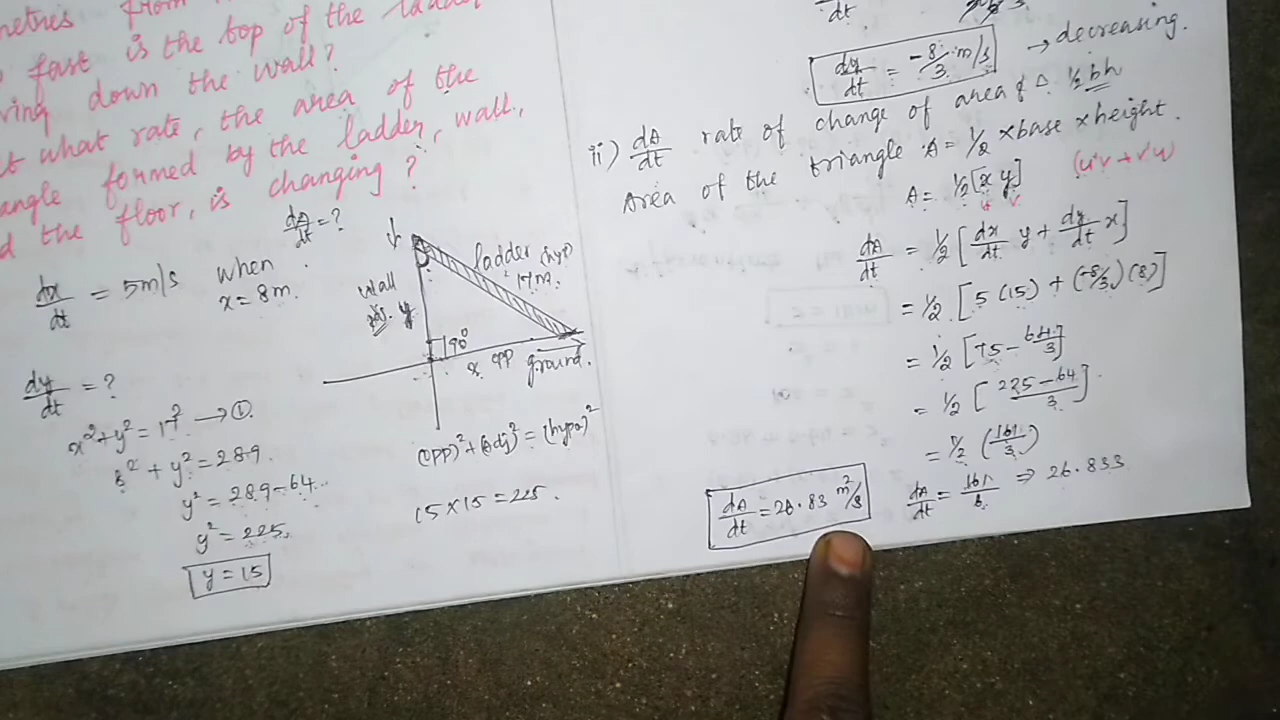 metres from
fast is the top of the ladder
down the wall?
what rate, the area of the
formed by the ladder, wall,
the floor, is changing?
dA/dt = ?
dx/dt = 5m/s when
x = 8m.
wall
y
ladder (hyp)
17m.
90°
x opp ground.
dy/dt = ?
x² + y² = 17² → ①.
8² + y² = 289.
y² = 289 - 64.
y² = 225.
y = 15
(opp)² + (adj)² = (hypo)²
15 × 15 = 225.
dt
dy/dt = -8/3 m/s → decreasing.
ii) dA/dt rate of change of area of Δ ½ bh
Area of the triangle A = ½ × base × height.
A = ½ [x y] (u'v + v'u)
u v
dA/dt = ½ [dx/dt y + dy/dt x]
= ½ [5 (15) + (-8/3) (8)]
= ½ [75 - 64/3]
= ½ [225 - 64/3].
= ½ (161/3)
dA/dt = 161/6 ⇒ 26.833
dA/dt = 26.83 m²/s